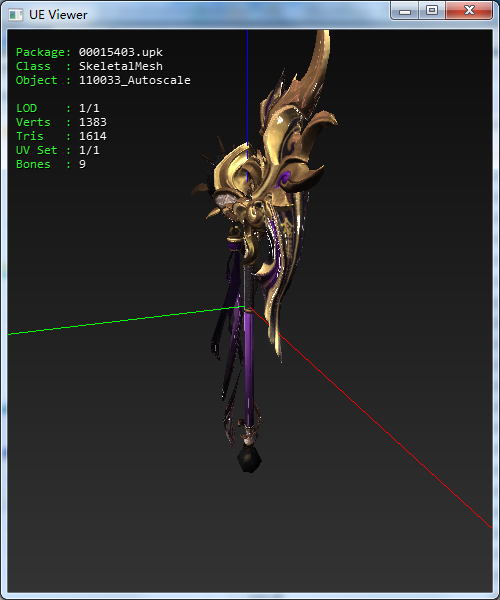 UE Viewer
Package: 00015403.upk
Class : SkeletalMesh
Object : 110033_Autoscale
LOD : 1/1
Verts : 1383
Tris : 1614
UV Set : 1/1
Bones : 9